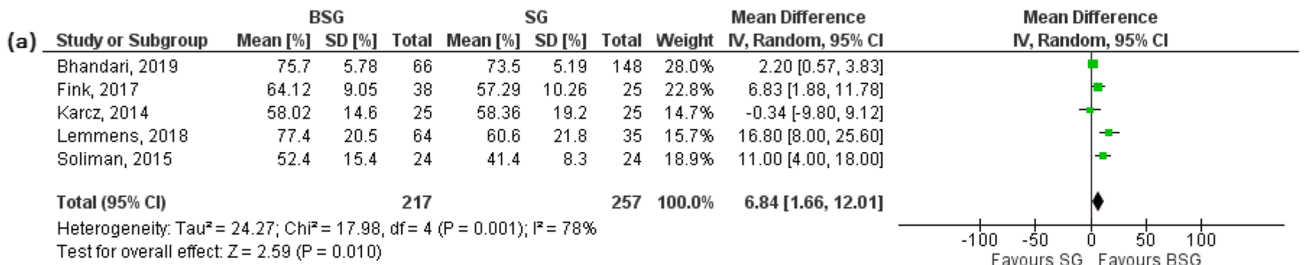 BSG SG Mean Difference Mean Difference
(a) Study or Subgroup Mean [%] SD [%] Total Mean [%] SD [%] Total Weight IV, Random, 95% CI IV, Random, 95% CI
Bhandari, 2019 75.7 5.78 66 73.5 5.19 148 28.0% 2.20 [0.57, 3.83]
Fink, 2017 64.12 9.05 38 57.29 10.26 25 22.8% 6.83 [1.88, 11.78]
Karcz, 2014 58.02 14.6 25 58.36 19.2 25 14.7% -0.34 [-9.80, 9.12]
Lemmens, 2018 77.4 20.5 64 60.6 21.8 35 15.7% 16.80 [8.00, 25.60]
Soliman, 2015 52.4 15.4 24 41.4 8.3 24 18.9% 11.00 [4.00, 18.00]
Total (95% CI) 217 257 100.0% 6.84 [1.66, 12.01]
Heterogeneity: Tau² = 24.27; Chi² = 17.98, df = 4 (P = 0.001); I² = 78%
Test for overall effect: Z = 2.59 (P = 0.010)
-100 -50 0 50 100
Favours SG Favours BSG